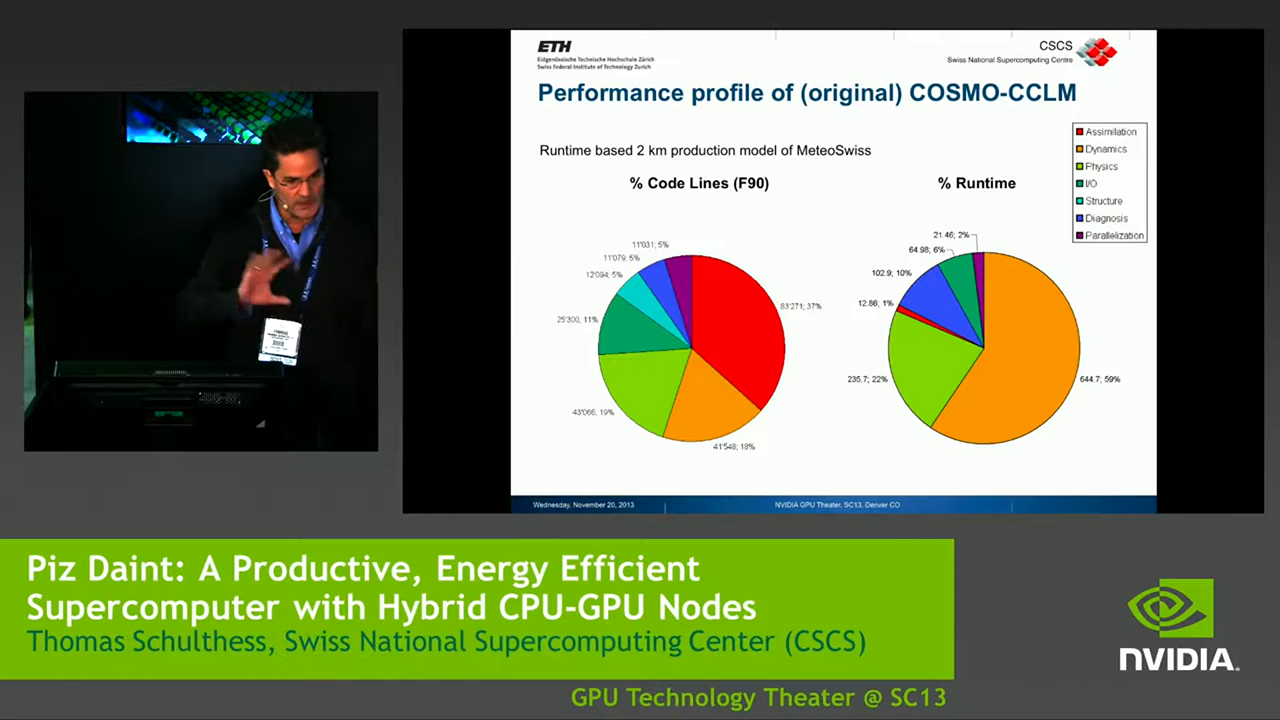 ETH
Eidgenössische Technische Hochschule Zürich
Swiss Federal Institute of Technology Zurich
CSCS
Swiss National Supercomputing Centre
Performance profile of (original) COSMO-CCLM
Runtime based 2 km production model of MeteoSwiss
Assimilation
Dynamics
Physics
I/O
Structure
Diagnosis
Parallelization
% Code Lines (F90)
11'031; 5%
11'079, 5%
12'094; 5%
25'300, 11%
43'066, 19%
41'548; 18%
83'271; 37%
% Runtime
21.46; 2%
64.98; 6%
102.9, 10%
12.86, 1%
235.7; 22%
644.7; 59%
Wednesday, November 20, 2013
NVIDIA GPU Theater, SC13, Denver CO
Piz Daint: A Productive, Energy Efficient
Supercomputer with Hybrid CPU-GPU Nodes
Thomas Schulthess, Swiss National Supercomputing Center (CSCS)
GPU Technology Theater @ SC13
NVIDIA.